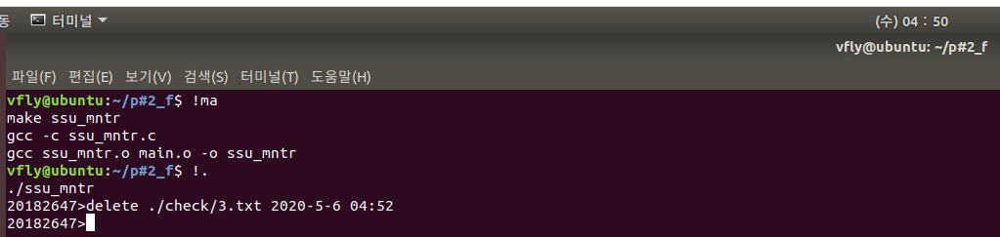 동 터미널 (수) 04 : 50
vfly@ubuntu: ~/p#2_f
파일(F) 편집(E) 보기(V) 검색(S) 터미널(T) 도움말(H)
vfly@ubuntu:~/p#2_f$ !ma
make ssu_mntr
gcc -c ssu_mntr.c
gcc ssu_mntr.o main.o -o ssu_mntr
vfly@ubuntu:~/p#2_f$ !.
./ssu_mntr
20182647>delete ./check/3.txt 2020-5-6 04:52
20182647>